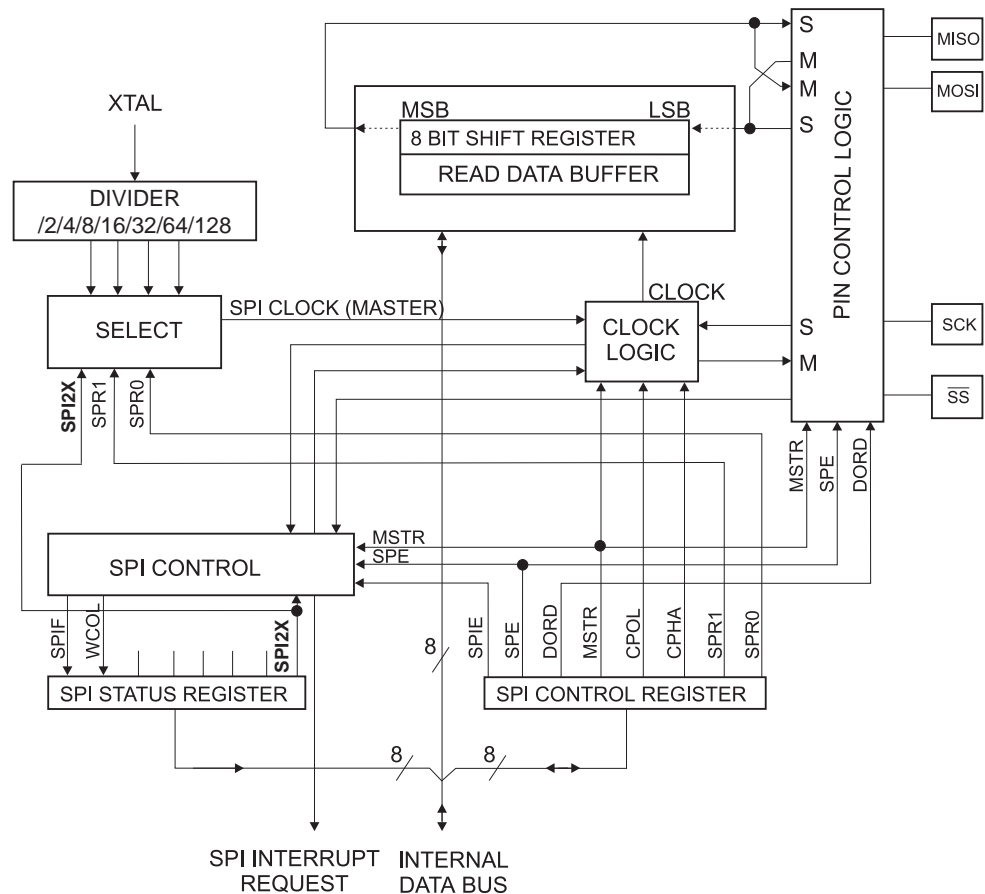 S
MISO
M
M
MOSI
XTAL
MSB
LSB
S
8 BIT SHIFT REGISTER
READ DATA BUFFER
DIVIDER
/2/4/8/16/32/64/128
PIN CONTROL LOGIC
SPI CLOCK (MASTER)
CLOCK
SELECT
CLOCK
LOGIC
S
M
SCK
SS
SPI2X
SPR1
SPR0
MSTR
SPE
DORD
MSTR
SPE
SPI CONTROL
SPIF
WCOL
SPI2X
8
SPIE
SPE
DORD
MSTR
CPOL
CPHA
SPR1
SPR0
SPI STATUS REGISTER
SPI CONTROL REGISTER
8
8
SPI INTERRUPT
REQUEST
INTERNAL
DATA BUS